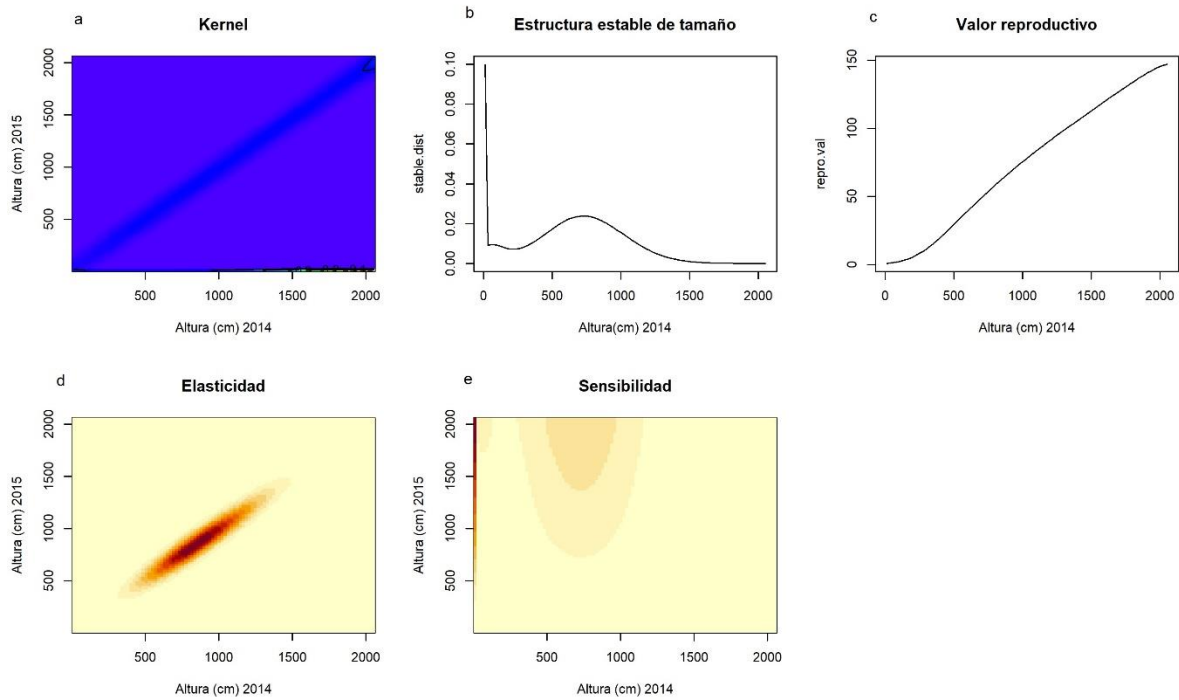 a
Kernel
Altura (cm) 2015
2000
1500
1000
500
500
1000
1500
2000
Altura (cm) 2014
b
Estructura estable de tamaño
stable.dist
0.10
0.08
0.06
0.04
0.02
0.00
0
500
1000
1500
2000
Altura(cm) 2014
c
Valor reproductivo
repro.val
150
100
50
0
0
500
1000
1500
2000
Altura (cm) 2014
d
Elasticidad
Altura (cm) 2015
2000
1500
1000
500
500
1000
1500
2000
Altura (cm) 2014
e
Sensibilidad
Altura (cm) 2015
2000
1500
1000
500
500
1000
1500
2000
Altura (cm) 2014